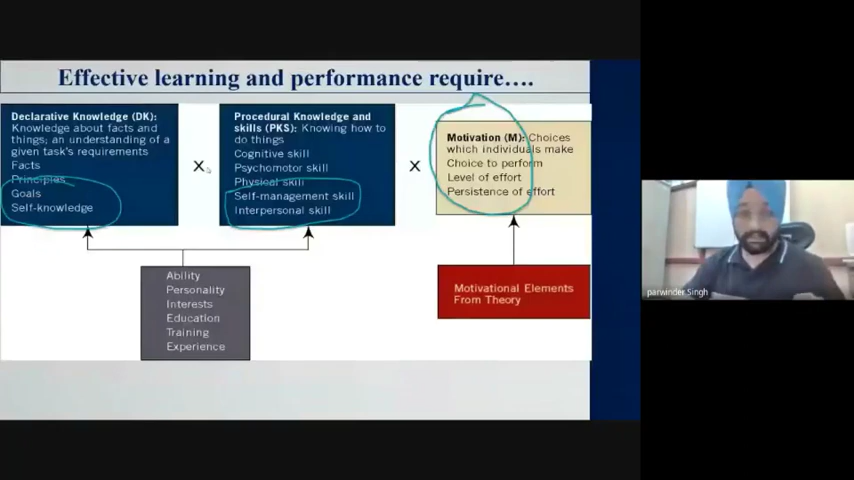 Effective learning and performance require….
Declarative Knowledge (DK):
Knowledge about facts and
things; an understanding of a
given task's requirements
Facts
Principles
Goals
Self-knowledge
X
Procedural Knowledge and
skills (PKS): Knowing how to
do things
Cognitive skill
Psychomotor skill
Physical skill
Self-management skill
Interpersonal skill
X
Motivation (M): Choices
which individuals make
Choice to perform
Level of effort
Persistence of effort
Ability
Personality
Interests
Education
Training
Experience
Motivational Elements
From Theory
parwinder Singh